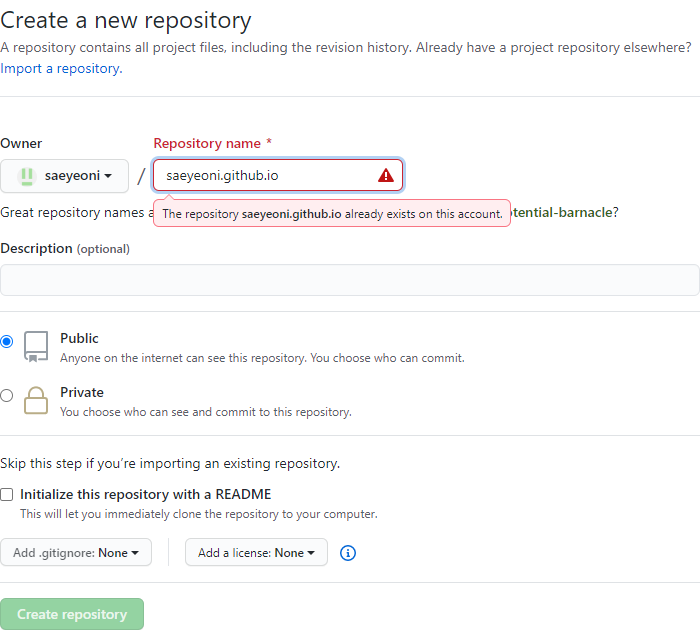 Create a new repository
A repository contains all project files, including the revision history. Already have a project repository elsewhere?
Import a repository.
Owner
Repository name *
saeyeoni
/
saeyeoni.github.io
Great repository names
The repository saeyeoni.github.io already exists on this account.
tential-barnacle?
Description (optional)
Public
Anyone on the internet can see this repository. You choose who can commit.
Private
You choose who can see and commit to this repository.
Skip this step if you’re importing an existing repository.
Initialize this repository with a README
This will let you immediately clone the repository to your computer.
Add .gitignore: None
Add a license: None
Create repository